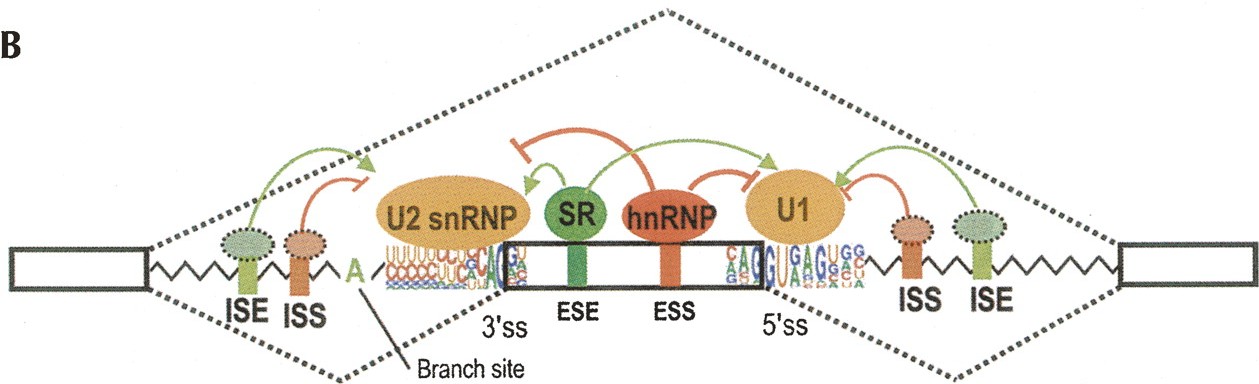 B
U2 snRNP
SR
hnRNP
U1
A
ISE
ISS
3'ss
ESE
ESS
5'ss
ISS
ISE
Branch site